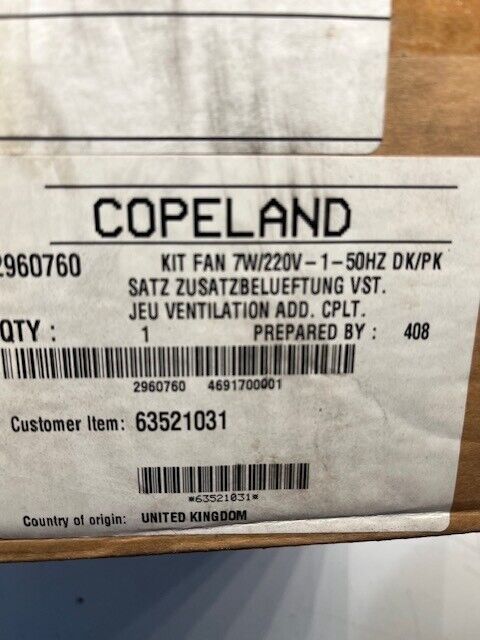 COPELAND
2960760 KIT FAN 7W/220V-1-50HZ DK/PK
SATZ ZUSATZBELUEFTUNG VST.
JEU VENTILATION ADD. CPLT.
QTY : 1 PREPARED BY : 408
2960760 4691700001
Customer Item: 63521031
*63521031*
Country of origin: UNITED KINGDOM